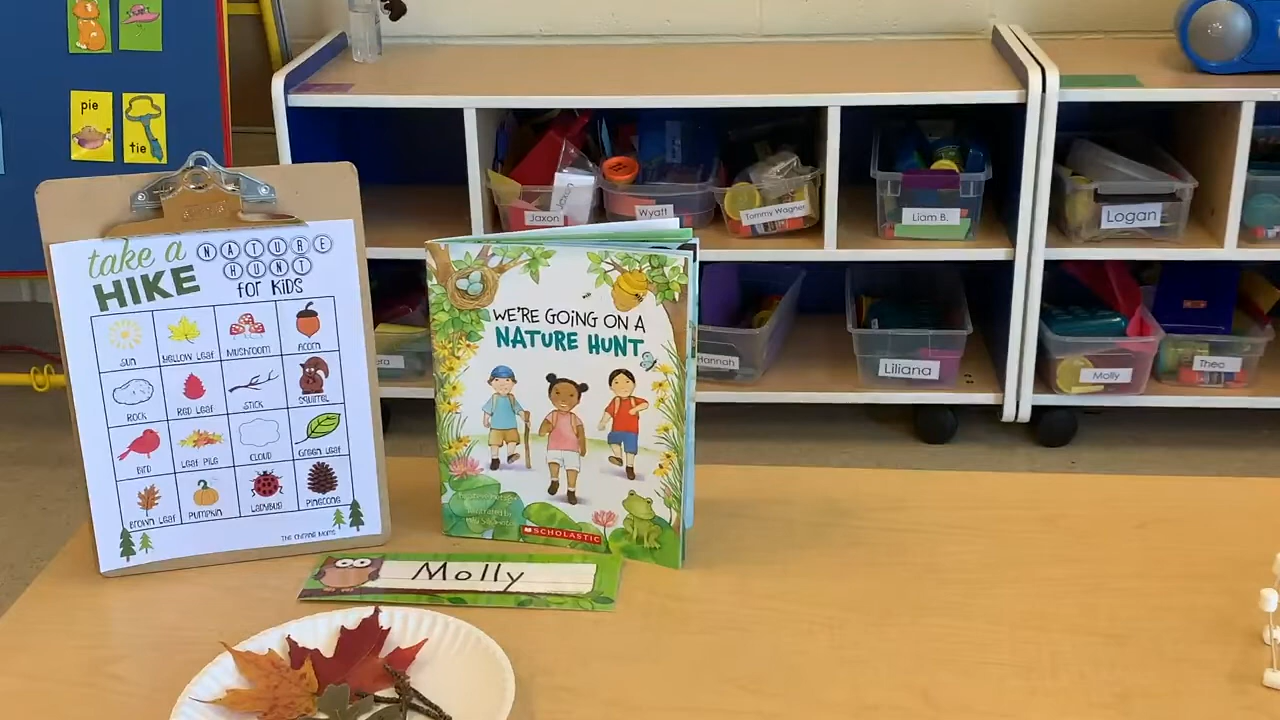 pie
tie
take a
HIKE
NATURE
HUNT
FOR KIDS
SUN
YELLOW LEAF
MUSHROOM
ACORN
ROCK
RED LEAF
STICK
SQUIRREL
BIRD
LEAF PILE
CLOUD
GREEN LEAF
BROWN LEAF
PUMPKIN
LADYBUG
PINECONE
WE'RE GOING ON A
NATURE HUNT
Illustrated by
SCHOLASTIC
Molly
Jaxon
Wyatt
Tommy Wagner
Liam B.
Logan
Hannah
Liliana
Molly
Theo